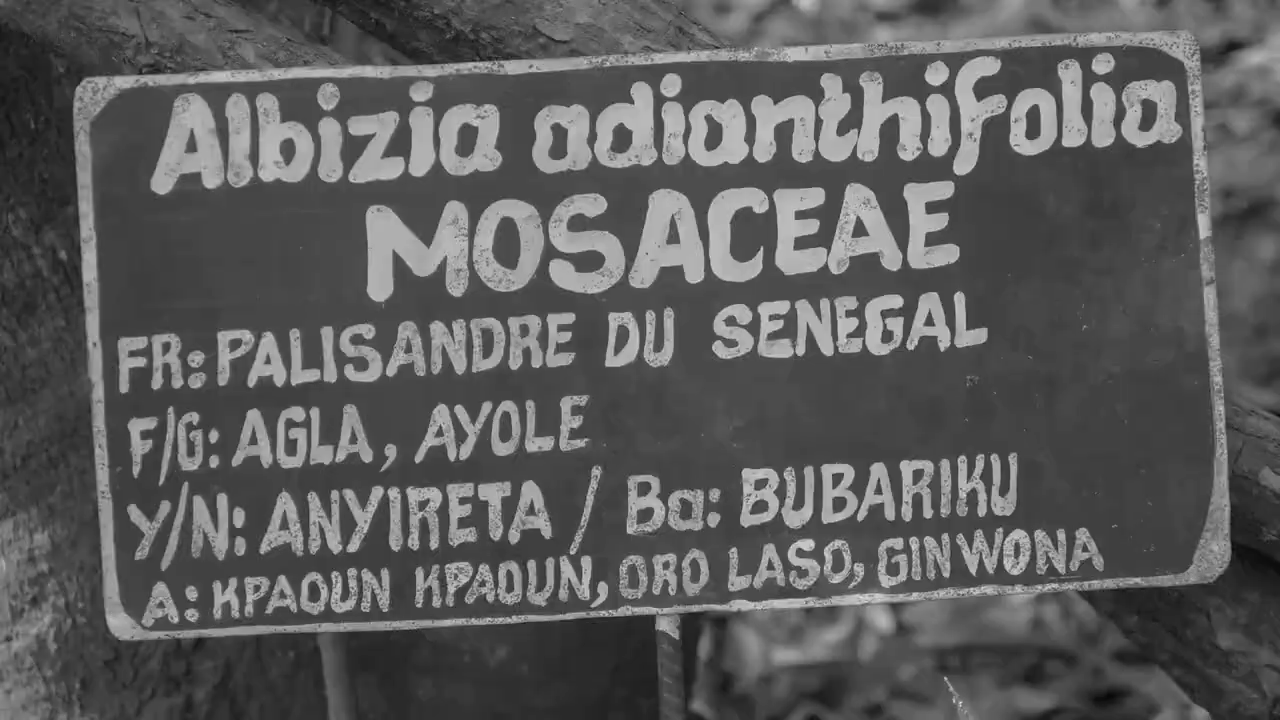 Albizia adianthifolia
MOSACEAE
FR: PALISANDRE DU SENEGAL
F/G: AGLA, AYOLE
Y/N: ANYIRETA / Ba: BUBARIKU
A: KPAOUN KPAOUN, ORO LASO, GINWONA